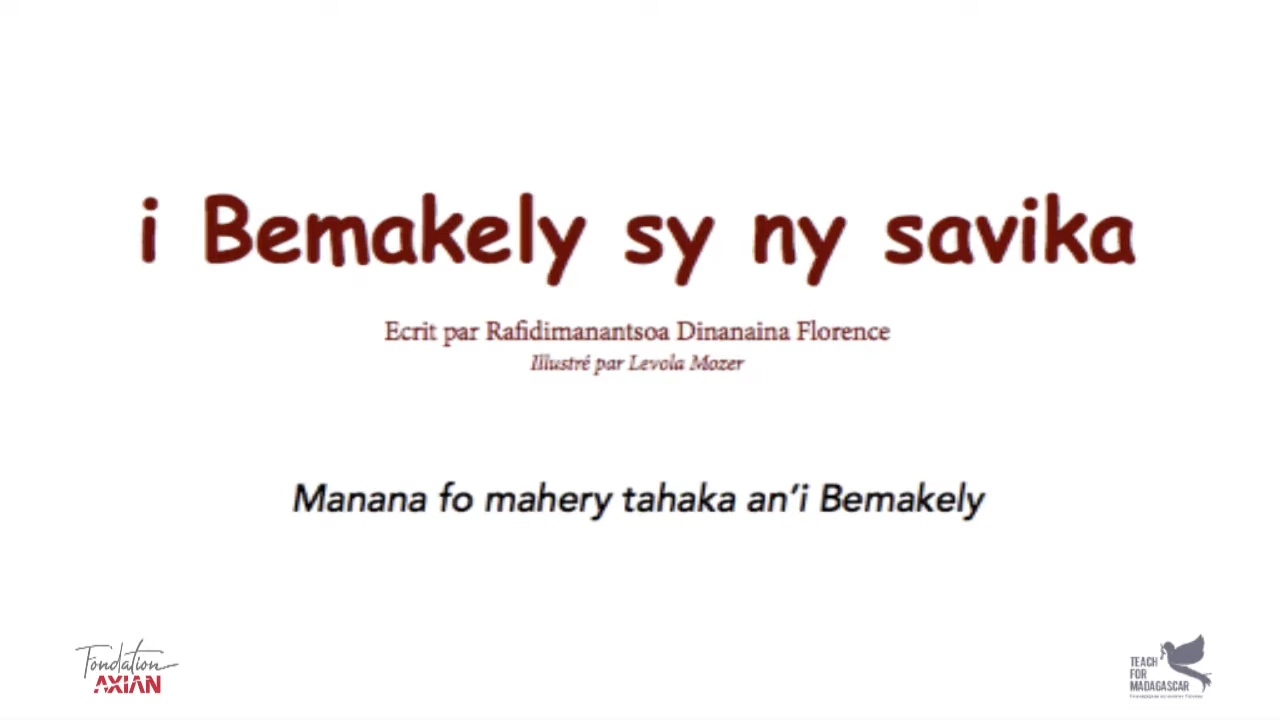 i Bemakely sy ny savika
Ecrit par Rafidimanantsoa Dinanaina Florence
Illustré par Levola Mozer
Manana fo mahery tahaka an'i Bemakely
Fondation
AXIAN
TEACH
FOR
MADAGASCAR